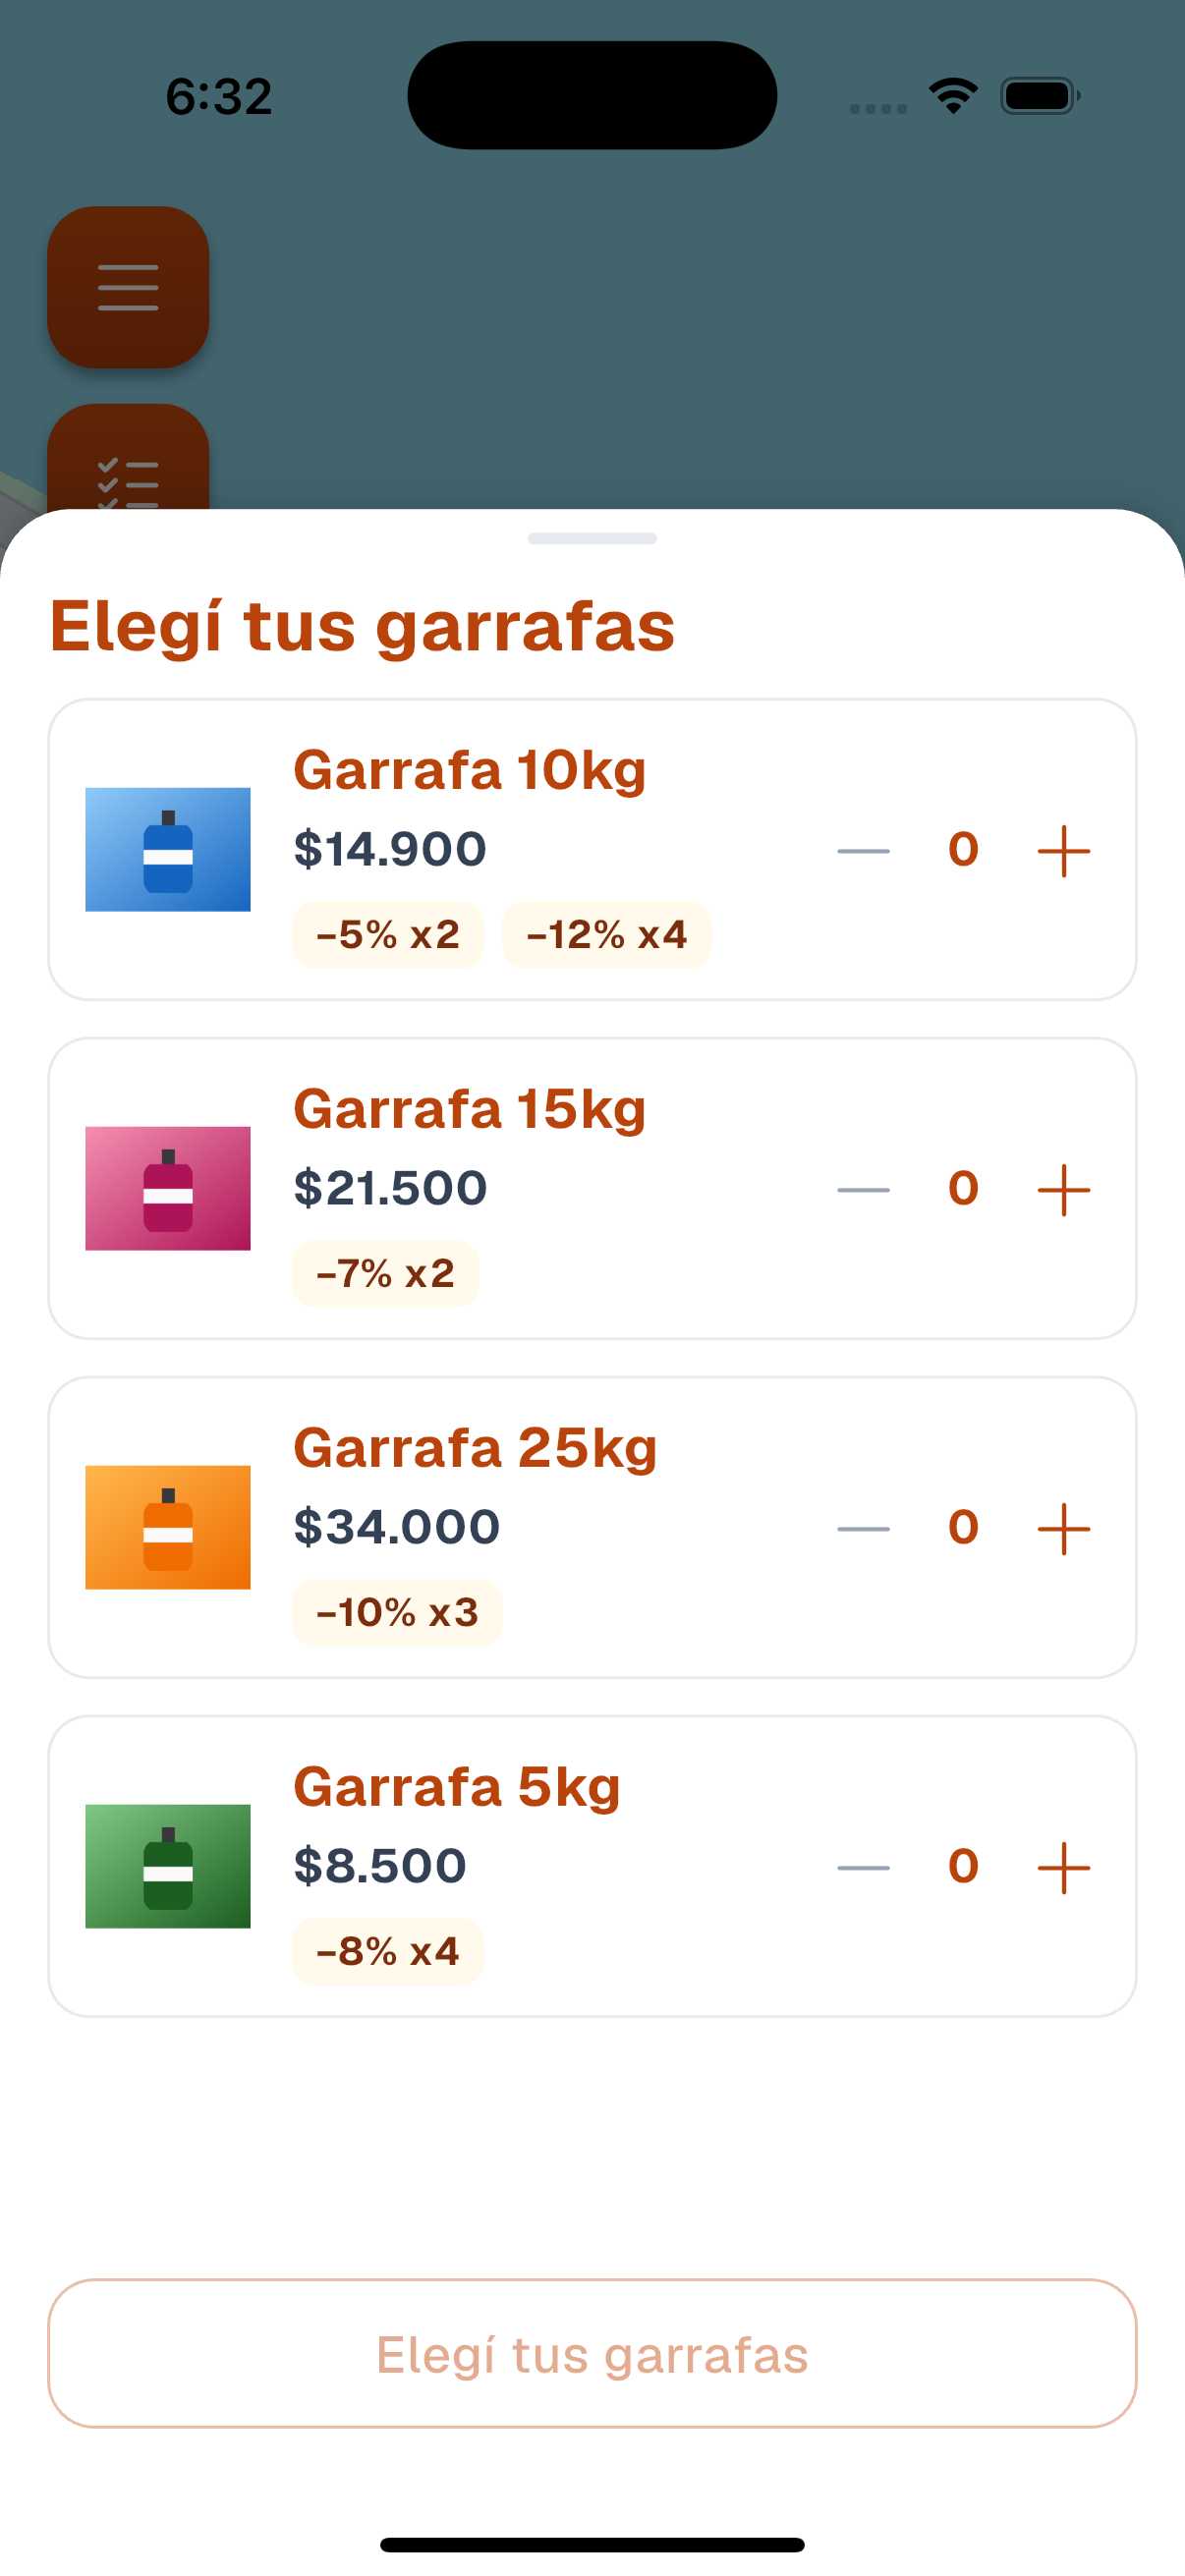 6:32
Elegí tus garrafas
Garrafa 10kg
$14.900
0
−5% x2
−12% x4
Garrafa 15kg
$21.500
0
−7% x2
Garrafa 25kg
$34.000
0
−10% x3
Garrafa 5kg
$8.500
0
−8% x4
Elegí tus garrafas